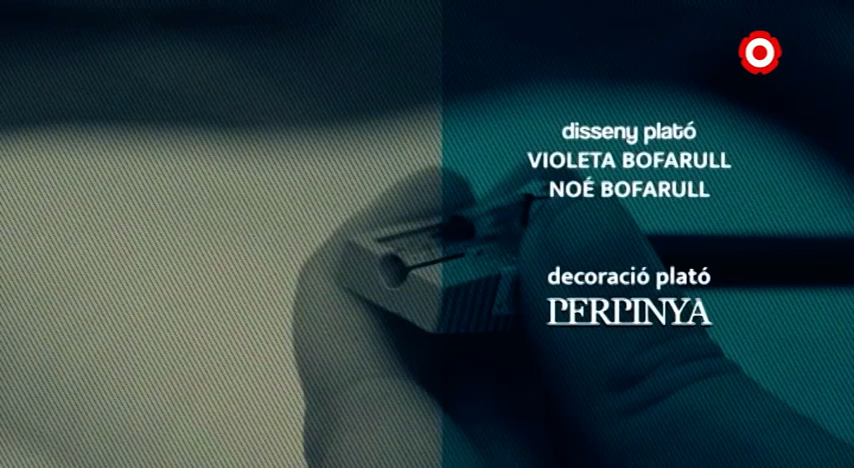 disseny plató
VIOLETA BOFARULL
NOÉ BOFARULL
decoració plató
PERPINYA